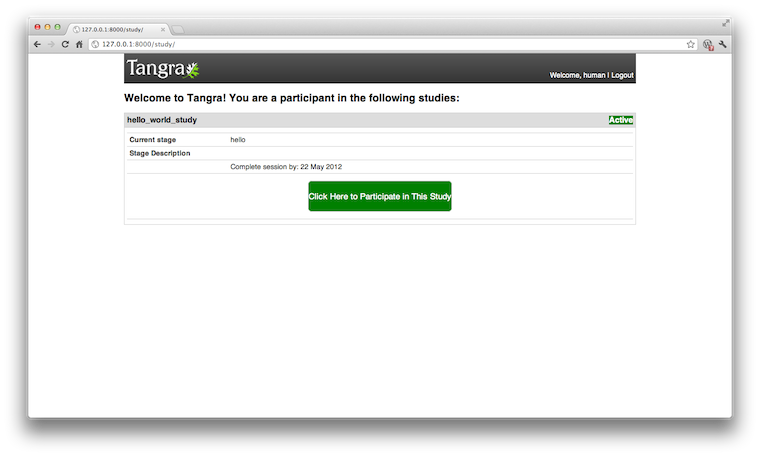 127.0.0.1:8000/study/
127.0.0.1:8000/study/
Tangra
Welcome, human | Logout
Welcome to Tangra! You are a participant in the following studies:
hello_world_study Active
Current stage hello
Stage Description
Complete session by: 22 May 2012
Click Here to Participate in This Study